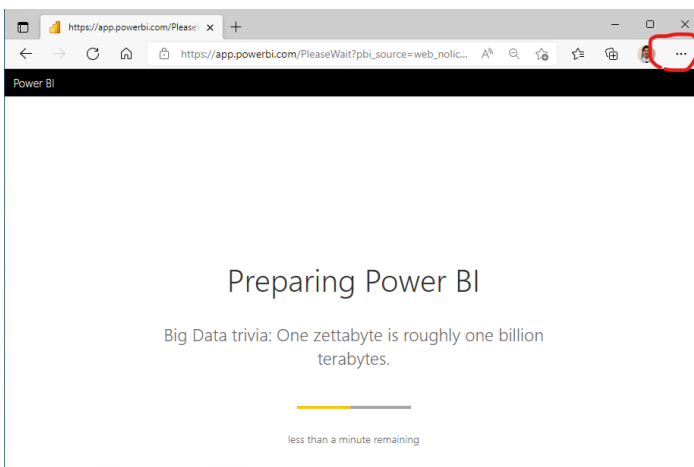 https://app.powerbi.com/Please
https://app.powerbi.com/PleaseWait?pbi_source=web_nolic...
Power BI
Preparing Power BI
Big Data trivia: One zettabyte is roughly one billion
terabytes.
less than a minute remaining